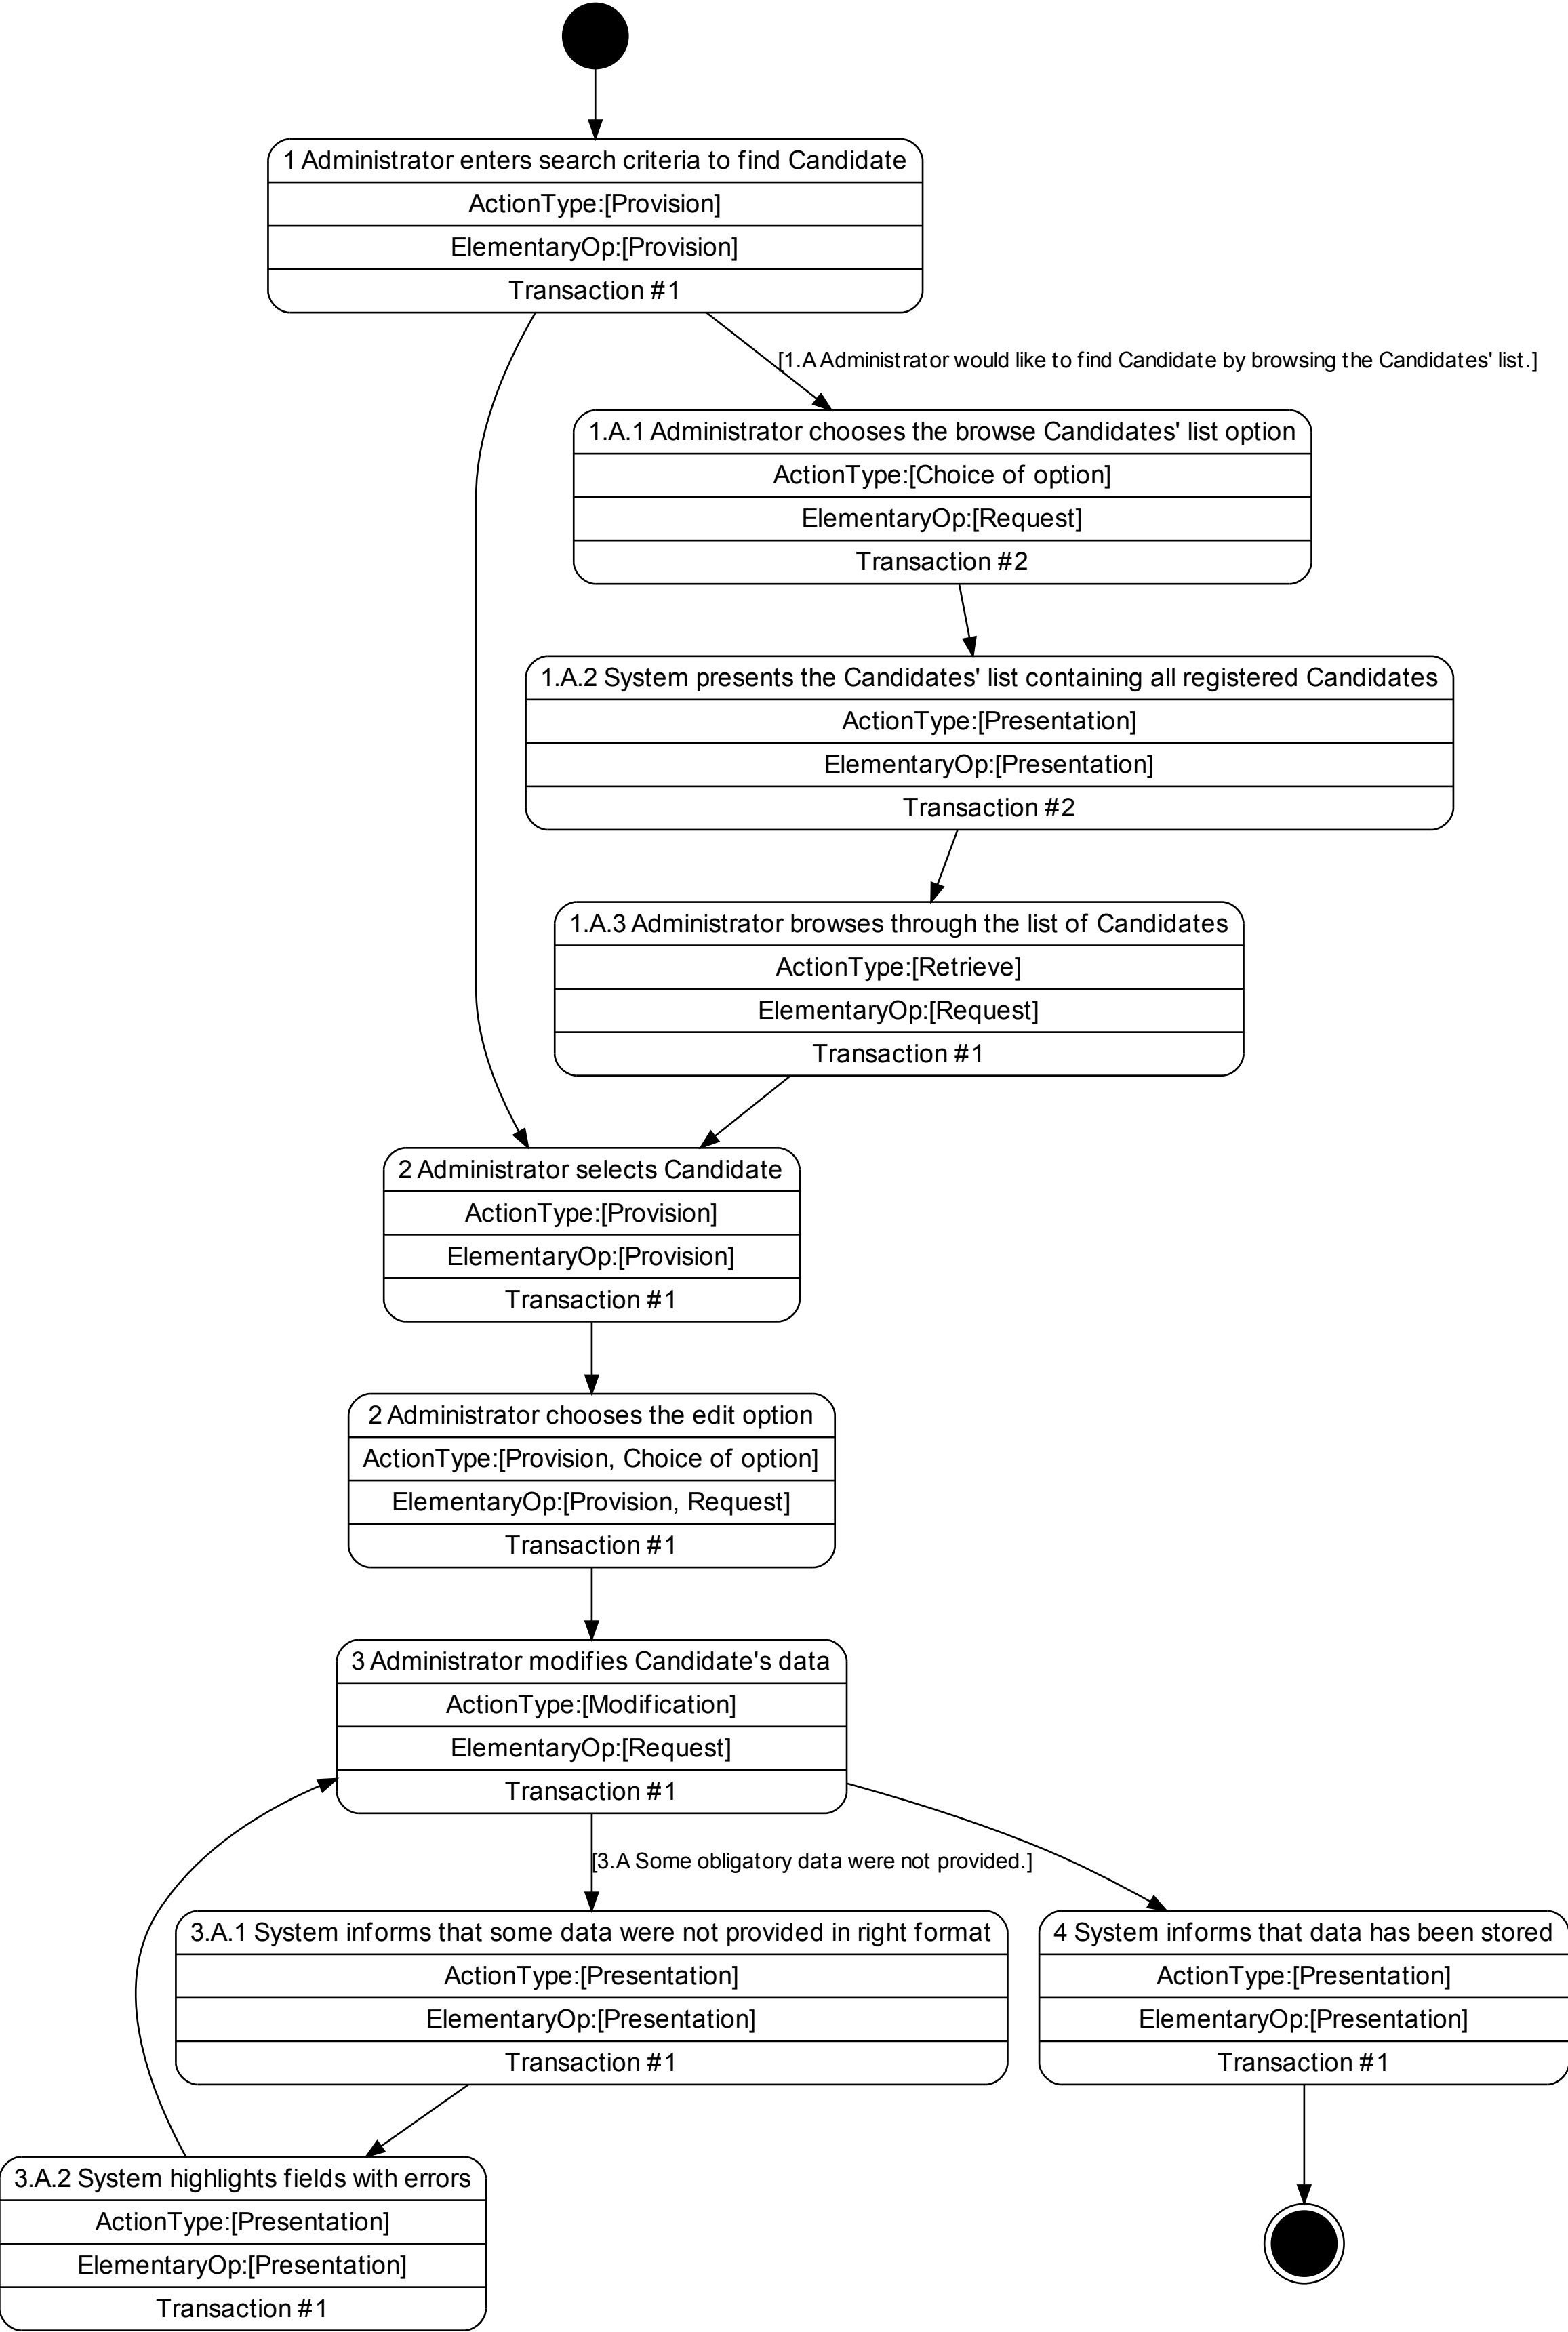 1 Administrator enters search criteria to find Candidate
ActionType:[Provision]
ElementaryOp:[Provision]
Transaction #1
[1.A Administrator would like to find Candidate by browsing the Candidates' list.]
1.A.1 Administrator chooses the browse Candidates' list option
ActionType:[Choice of option]
ElementaryOp:[Request]
Transaction #2
1.A.2 System presents the Candidates' list containing all registered Candidates
ActionType:[Presentation]
ElementaryOp:[Presentation]
Transaction #2
1.A.3 Administrator browses through the list of Candidates
ActionType:[Retrieve]
ElementaryOp:[Request]
Transaction #1
2 Administrator selects Candidate
ActionType:[Provision]
ElementaryOp:[Provision]
Transaction #1
2 Administrator chooses the edit option
ActionType:[Provision, Choice of option]
ElementaryOp:[Provision, Request]
Transaction #1
3 Administrator modifies Candidate's data
ActionType:[Modification]
ElementaryOp:[Request]
Transaction #1
[3.A Some obligatory data were not provided.]
3.A.1 System informs that some data were not provided in right format
ActionType:[Presentation]
ElementaryOp:[Presentation]
Transaction #1
4 System informs that data has been stored
ActionType:[Presentation]
ElementaryOp:[Presentation]
Transaction #1
3.A.2 System highlights fields with errors
ActionType:[Presentation]
ElementaryOp:[Presentation]
Transaction #1